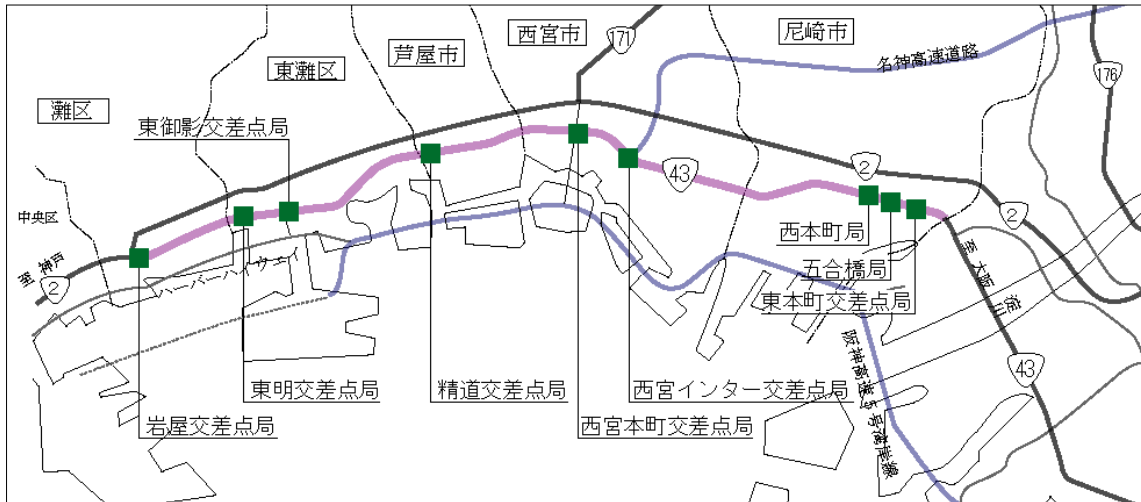 尼崎市
西宮市
171
芦屋市
名神高速道路
東灘区
176
灘区
東御影交差点局
43
2
中央区
2
西本町局
至 神戸
2
ハーバーハイウェイ
五合橋局
至 大阪
淀川
東本町交差点局
阪神高速5号湾岸線
43
東明交差点局
精道交差点局
西宮インター交差点局
岩屋交差点局
西宮本町交差点局